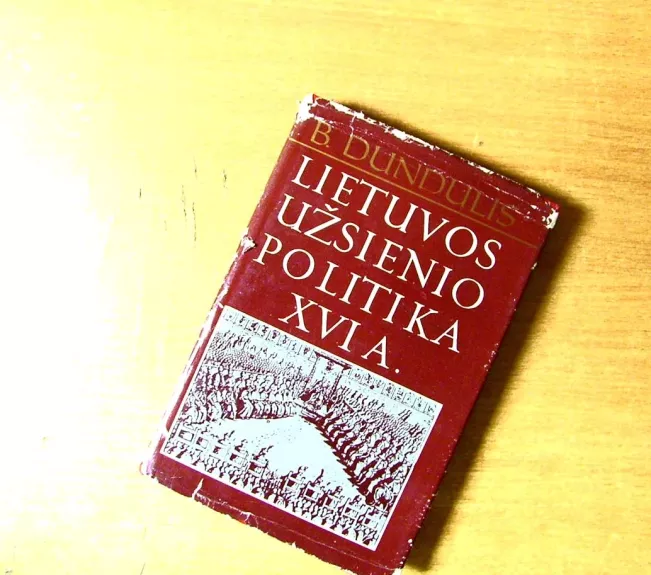 B. DUNDULIS
LIETUVOS
UŽSIENIO
POLITIKA
XVI A.